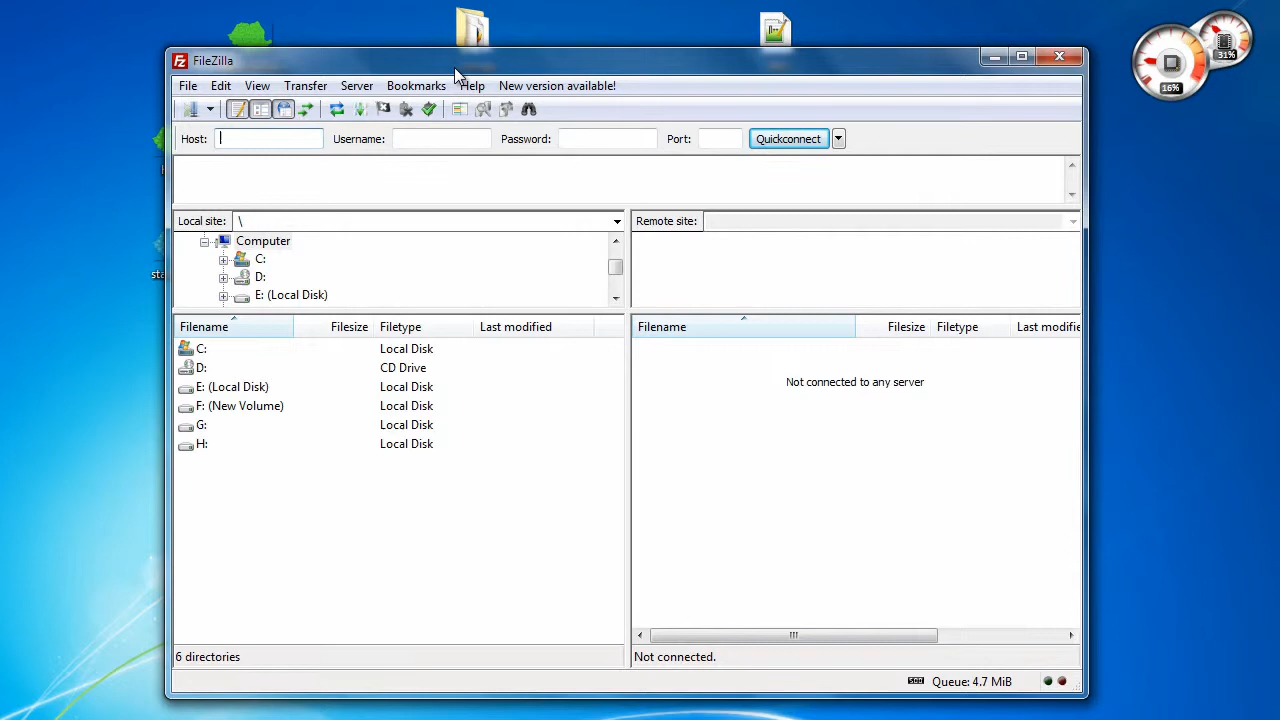 FileZilla
File Edit View Transfer Server Bookmarks Help New version available!
Host: Username: Password: Port: Quickconnect
Local site: \
Remote site:
Computer
C:
D:
E: (Local Disk)
Filename Filesize Filetype Last modified
C: Local Disk
D: CD Drive
E: (Local Disk) Local Disk
F: (New Volume) Local Disk
G: Local Disk
H: Local Disk
6 directories
Filename Filesize Filetype Last modifie
Not connected to any server
Not connected.
Queue: 4.7 MiB
31%
16%